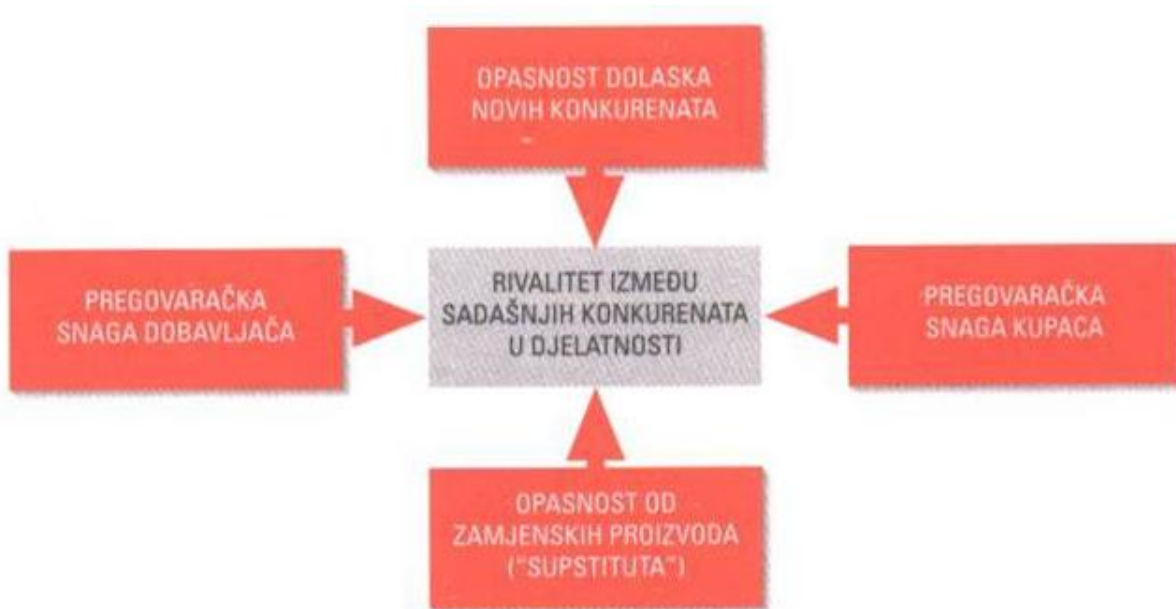 OPASNOST DOLASKA
NOVIH KONKURENATA
PREGOVARAČKA
SNAGA DOBAVLJAČA
RIVALITET IZMEĐU
SADAŠNJIH KONKURENATA
U DJELATNOSTI
PREGOVARAČKA
SNAGA KUPACA
OPASNOST OD
ZAMJENSKIH PROIZVODA
("SUPSTITUTA")